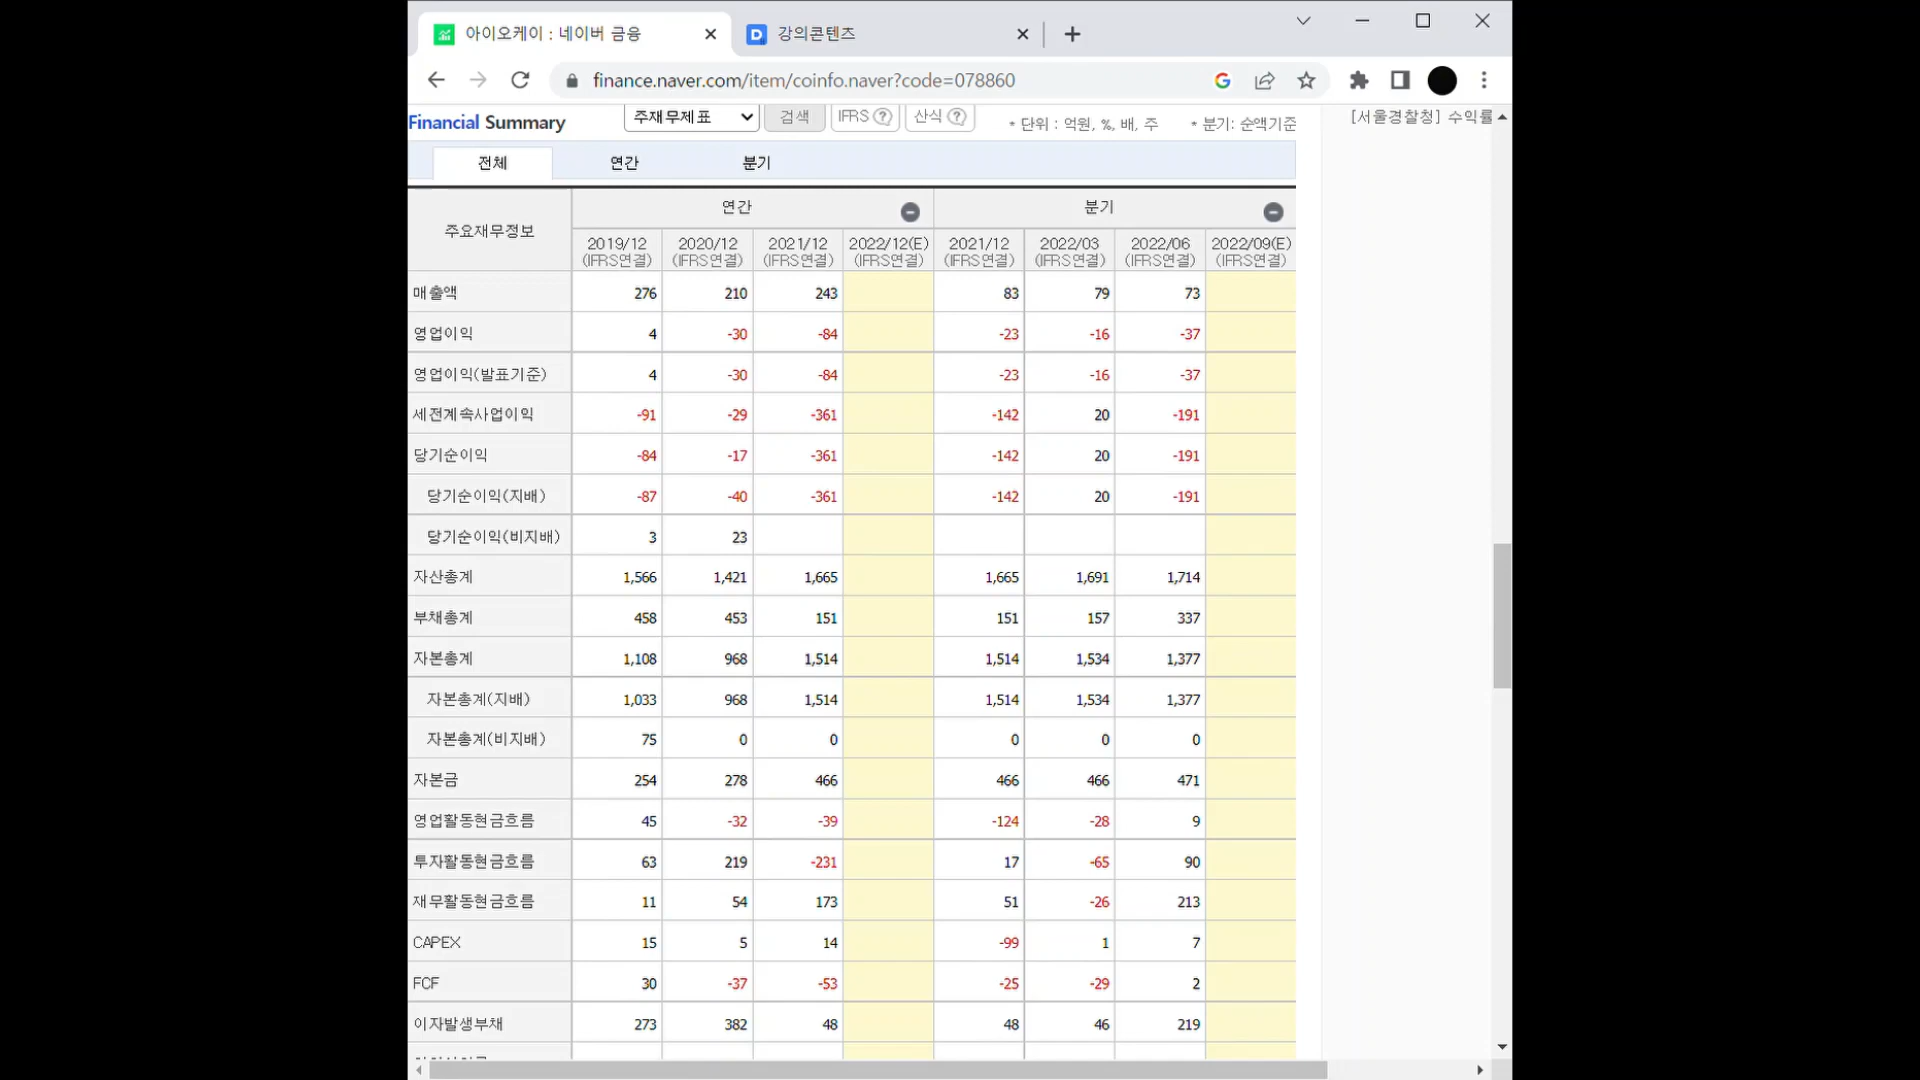 아이오케이 : 네이버 금융
강의콘텐츠
finance.naver.com/item/coinfo.naver?code=078860
Financial Summary 주재무제표 검색 IFRS ? 산식 ? * 단위 : 억원, %, 배, 주 * 분기: 순액기준
[서울경찰청] 수익률
전체 연간 분기
주요재무정보 연간 분기
2019/12 2020/12 2021/12 2022/12(E) 2021/12 2022/03 2022/06 2022/09(E)
(IFRS연결) (IFRS연결) (IFRS연결) (IFRS연결) (IFRS연결) (IFRS연결) (IFRS연결) (IFRS연결)
매출액 276 210 243 83 79 73
영업이익 4 -30 -84 -23 -16 -37
영업이익(발표기준) 4 -30 -84 -23 -16 -37
세전계속사업이익 -91 -29 -361 -142 20 -191
당기순이익 -84 -17 -361 -142 20 -191
당기순이익(지배) -87 -40 -361 -142 20 -191
당기순이익(비지배) 3 23
자산총계 1,566 1,421 1,665 1,665 1,691 1,714
부채총계 458 453 151 151 157 337
자본총계 1,108 968 1,514 1,514 1,534 1,377
자본총계(지배) 1,033 968 1,514 1,514 1,534 1,377
자본총계(비지배) 75 0 0 0 0 0
자본금 254 278 466 466 466 471
영업활동현금흐름 45 -32 -39 -124 -28 9
투자활동현금흐름 63 219 -231 17 -65 90
재무활동현금흐름 11 54 173 51 -26 213
CAPEX 15 5 14 -99 1 7
FCF 30 -37 -53 -25 -29 2
이자발생부채 273 382 48 48 46 219